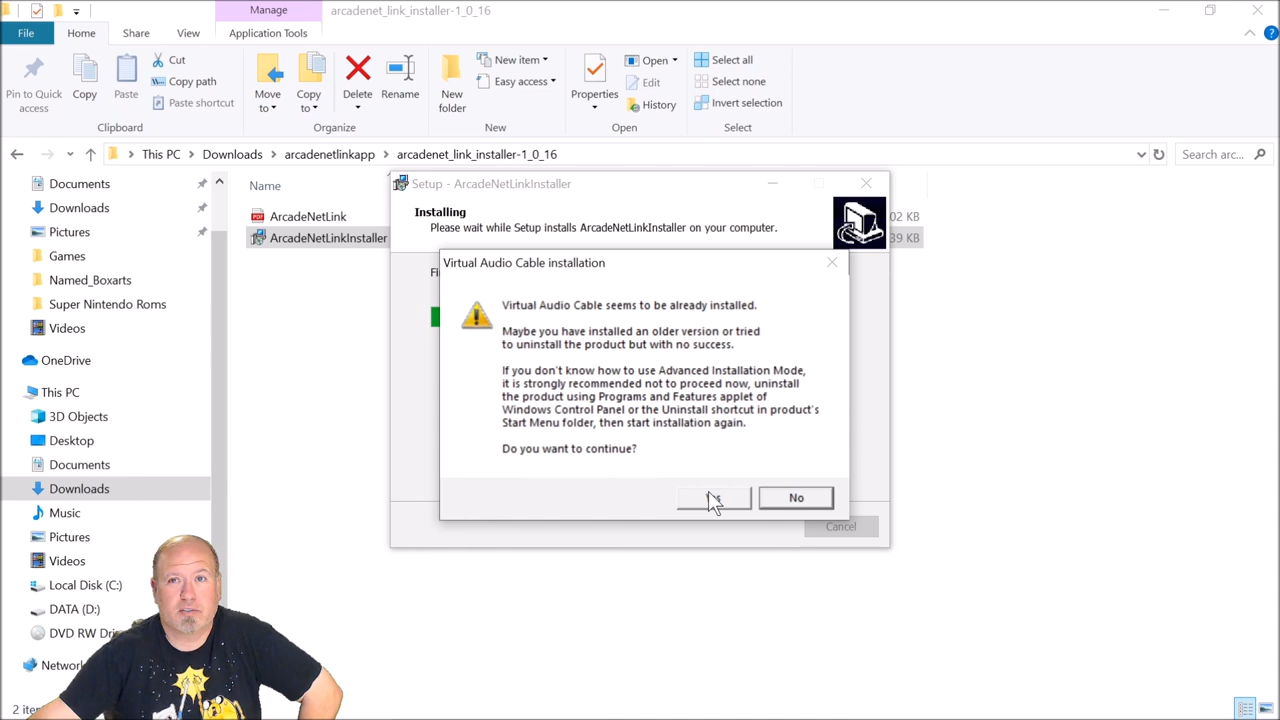 Manage
arcadenet_link_installer-1_0_16
File
Home
Share
View
Application Tools
Pin to Quick
access
Copy
Paste
Cut
Copy path
Paste shortcut
Clipboard
Move
to
Copy
to
Delete
Rename
Organize
New
folder
New item
Easy access
New
Properties
Open
Edit
History
Open
Select all
Select none
Invert selection
Select
This PC
Downloads
arcadenetlinkapp
arcadenet_link_installer-1_0_16
Search arc...
Documents
Downloads
Pictures
Games
Named_Boxarts
Super Nintendo Roms
Videos
OneDrive
This PC
3D Objects
Desktop
Documents
Downloads
Music
Pictures
Videos
Local Disk (C:)
DATA (D:)
DVD RW
Network
Name
ArcadeNetLink
02 KB
ArcadeNetLinkInstaller
39 KB
Setup - ArcadeNetLinkInstaller
Installing
Please wait while Setup installs ArcadeNetLinkInstaller on your computer.
Virtual Audio Cable installation
Virtual Audio Cable seems to be already installed.
Maybe you have installed an older version or tried
to uninstall the product but with no success.
If you don't know how to use Advanced Installation Mode,
it is strongly recommended not to proceed now, uninstall
the product using Programs and Features applet of
Windows Control Panel or the Uninstall shortcut in product's
Start Menu folder, then start installation again.
Do you want to continue?
No
Cancel